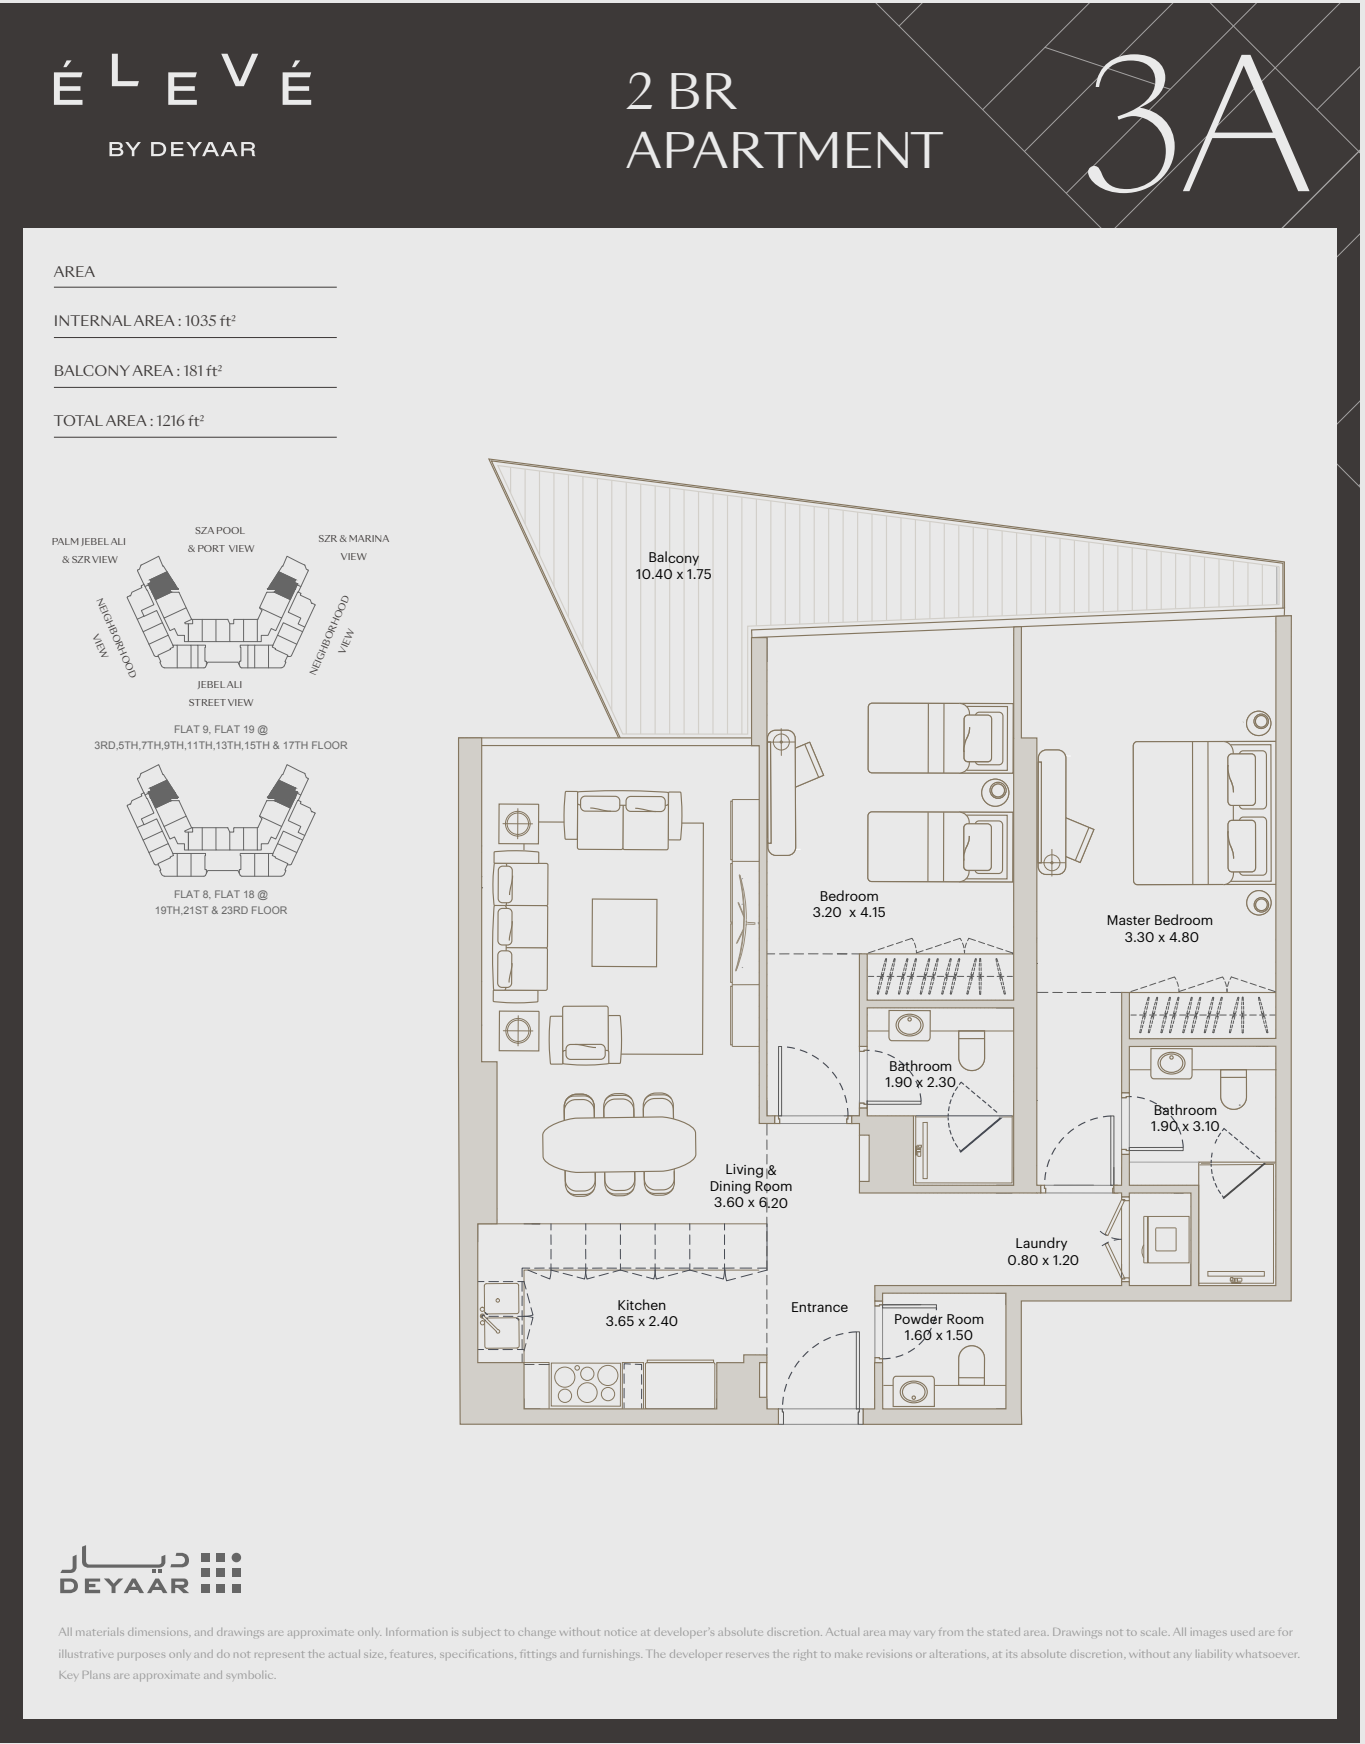 ÉLEVÉ
BY DEYAAR
2 BR
APARTMENT
3A
AREA
INTERNAL AREA : 1035 ft²
BALCONY AREA : 181 ft²
TOTAL AREA : 1216 ft²
PALM JEBEL ALI
& SZR VIEW
SZA POOL
& PORT VIEW
SZR & MARINA
VIEW
NEIGHBORHOOD
VIEW
NEIGHBORHOOD
VIEW
JEBEL ALI
STREET VIEW
FLAT 9, FLAT 19 @
3RD,5TH,7TH,9TH,11TH,13TH,15TH & 17TH FLOOR
FLAT 8, FLAT 18 @
19TH,21ST & 23RD FLOOR
Balcony
10.40 x 1.75
Bedroom
3.20 x 4.15
Master Bedroom
3.30 x 4.80
Bathroom
1.90 x 2.30
Bathroom
1.90 x 3.10
Living &
Dining Room
3.60 x 6.20
Laundry
0.80 x 1.20
Kitchen
3.65 x 2.40
Entrance
Powder Room
1.60 x 1.50
ديار
DEYAAR
All materials dimensions, and drawings are approximate only. Information is subject to change without notice at developer's absolute discretion. Actual area may vary from the stated area. Drawings not to scale. All images used are for
illustrative purposes only and do not represent the actual size, features, specifications, fittings and furnishings. The developer reserves the right to make revisions or alterations, at its absolute discretion, without any liability whatsoever.
Key Plans are approximate and symbolic.